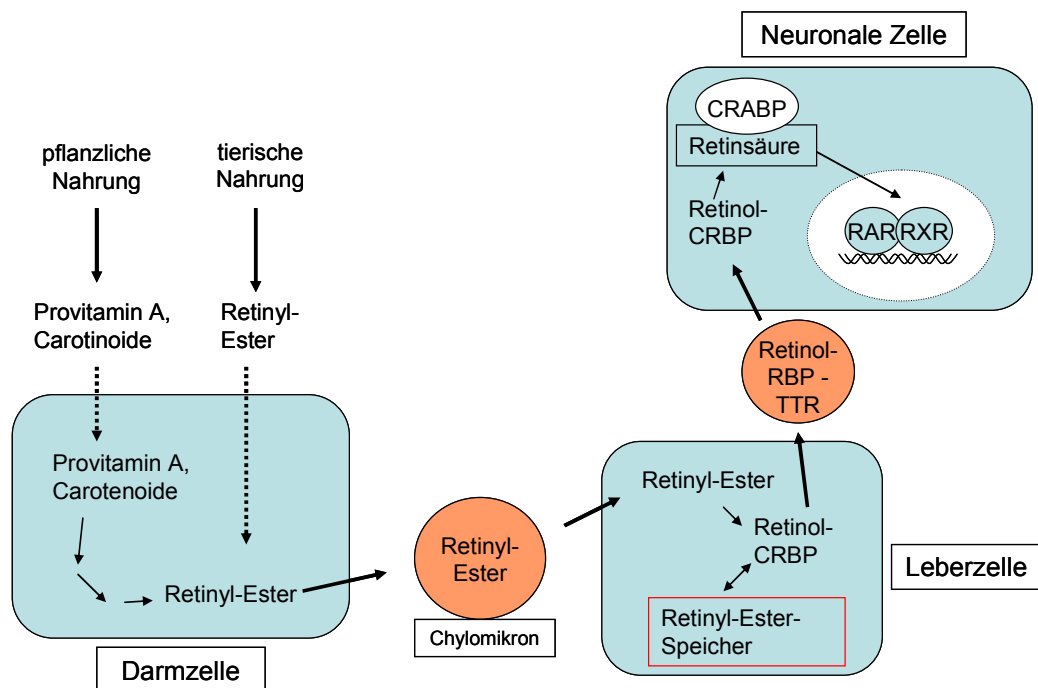 Neuronale Zelle
CRABP
Retinsäure
Retinol-
CRBP
RAR
RXR
pflanzliche
Nahrung
tierische
Nahrung
Provitamin A,
Carotinoide
Retinyl-
Ester
Retinol-
RBP -
TTR
Provitamin A,
Carotenoide
Retinyl-Ester
Darmzelle
Retinyl-
Ester
Chylomikron
Retinyl-Ester
Retinol-
CRBP
Retinyl-Ester-
Speicher
Leberzelle